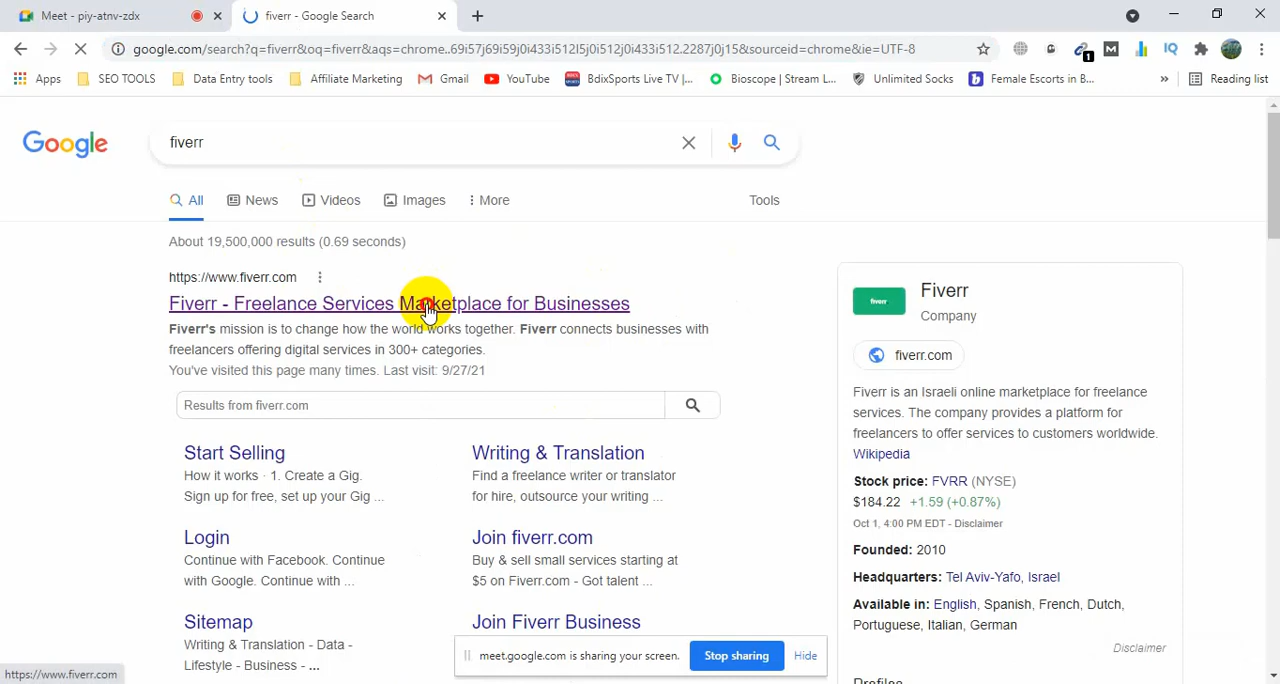 Meet - piy-atnv-zdx
fiverr - Google Search
google.com/search?q=fiverr&oq=fiverr&aqs=chrome..69i57j69i59j0i433i512l5j0i512j0i433i512.2287j0j15&sourceid=chrome&ie=UTF-8
1
M
IQ
Apps
SEO TOOLS
Data Entry tools
Affiliate Marketing
Gmail
YouTube
BdixSports Live TV |...
Bioscope | Stream L...
Unlimited Socks
b
Female Escorts in B...
»
Reading list
Google
fiverr
All
News
Videos
Images
More
Tools
About 19,500,000 results (0.69 seconds)
https://www.fiverr.com
Fiverr - Freelance Services Marketplace for Businesses
Fiverr's mission is to change how the world works together. Fiverr connects businesses with
freelancers offering digital services in 300+ categories.
You've visited this page many times. Last visit: 9/27/21
Results from fiverr.com
Start Selling
How it works · 1. Create a Gig.
Sign up for free, set up your Gig ...
Writing & Translation
Find a freelance writer or translator
for hire, outsource your writing ...
Login
Continue with Facebook. Continue
with Google. Continue with ...
Join fiverr.com
Buy & sell small services starting at
$5 on Fiverr.com - Got talent ...
Sitemap
Writing & Translation - Data -
Lifestyle - Business - ...
Join Fiverr Business
fiverr
Fiverr
Company
fiverr.com
Fiverr is an Israeli online marketplace for freelance
services. The company provides a platform for
freelancers to offer services to customers worldwide.
Wikipedia
Stock price: FVRR (NYSE)
$184.22 +1.59 (+0.87%)
Oct 1, 4:00 PM EDT - Disclaimer
Founded: 2010
Headquarters: Tel Aviv-Yafo, Israel
Available in: English, Spanish, French, Dutch,
Portuguese, Italian, German
Disclaimer
Profiles
meet.google.com is sharing your screen.
Stop sharing
Hide
https://www.fiverr.com